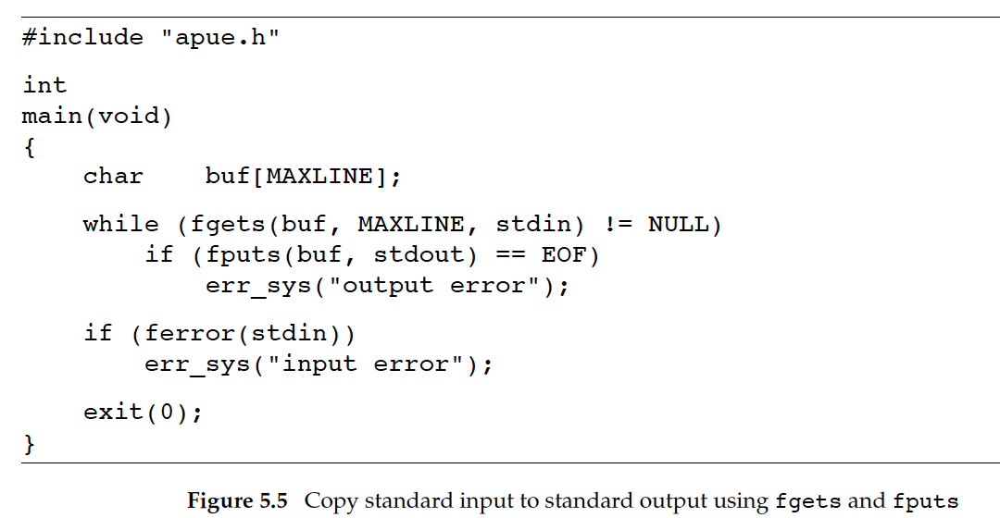 #include "apue.h"
int
main(void)
{
    char    buf[MAXLINE];
    while (fgets(buf, MAXLINE, stdin) != NULL)
        if (fputs(buf, stdout) == EOF)
            err_sys("output error");
    if (ferror(stdin))
        err_sys("input error");
    exit(0);
}
Figure 5.5 Copy standard input to standard output using fgets and fputs